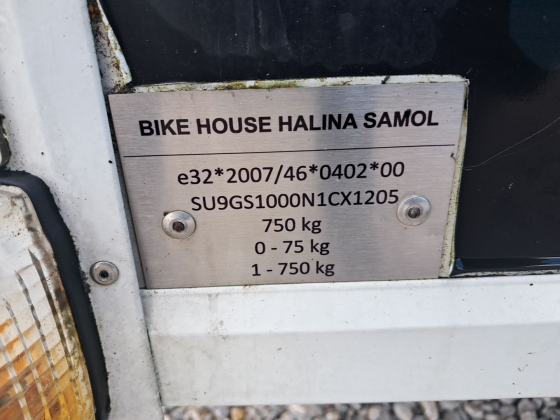 BIKE HOUSE HALINA SAMOL
e32*2007/46*0402*00
SU9GS1000N1CX1205
750 kg
0 - 75 kg
1 - 750 kg